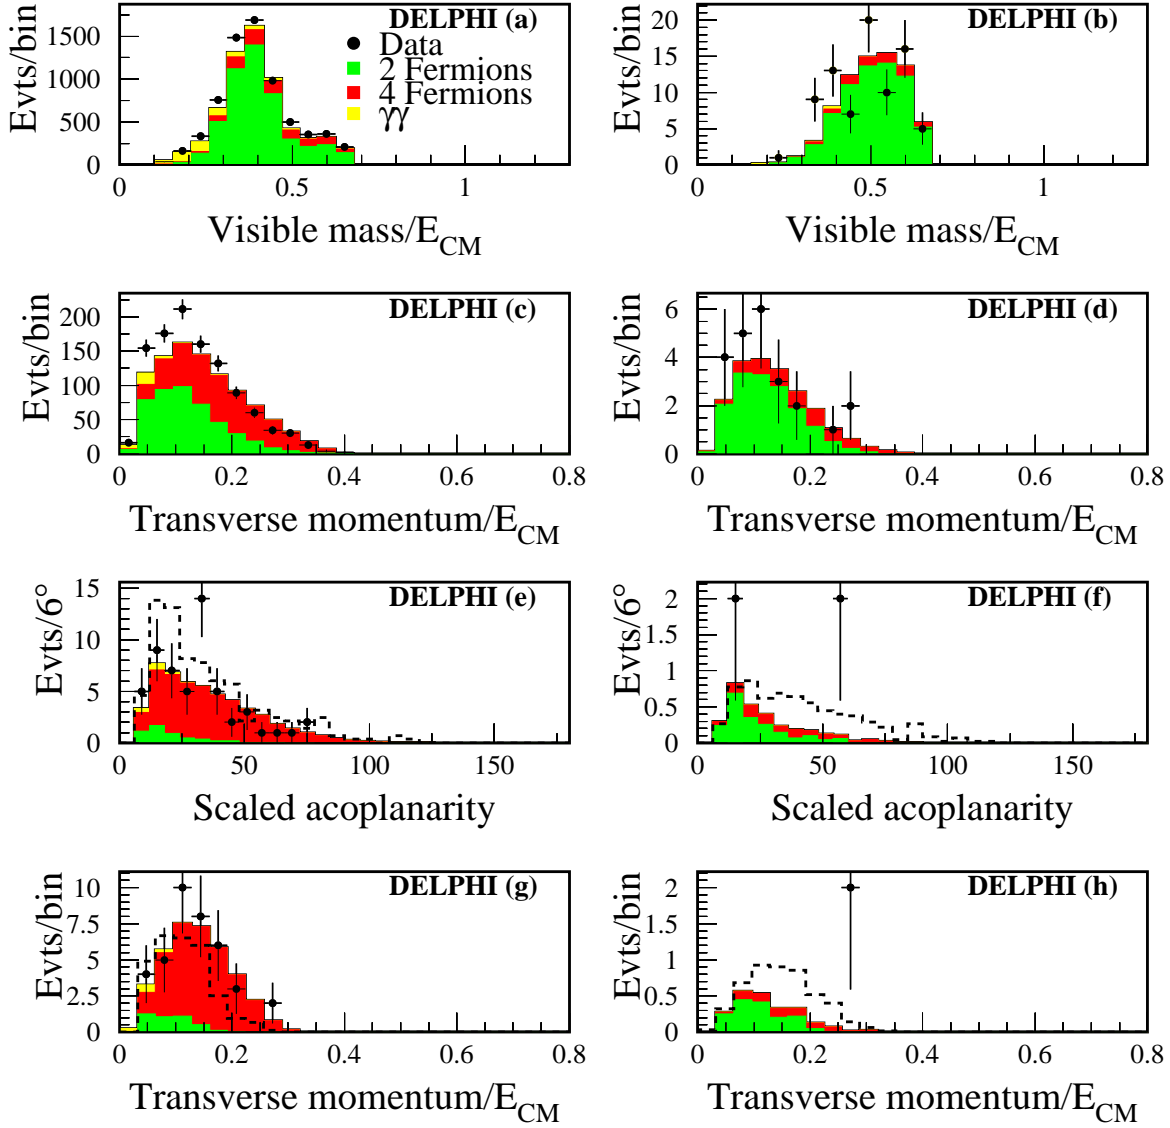 DELPHI (a)
Evts/bin
1500
1000
500
0
Data
2 Fermions
4 Fermions
γγ
0 0.5 1
Visible mass/E_CM
DELPHI (b)
Evts/bin
20
15
10
5
0
0 0.5 1
Visible mass/E_CM
DELPHI (c)
Evts/bin
200
150
100
50
0
0 0.2 0.4 0.6 0.8
Transverse momentum/E_CM
DELPHI (d)
Evts/bin
6
4
2
0
0 0.2 0.4 0.6 0.8
Transverse momentum/E_CM
DELPHI (e)
Evts/6°
15
10
5
0
0 50 100 150
Scaled acoplanarity
DELPHI (f)
Evts/6°
2
1.5
1
0.5
0
0 50 100 150
Scaled acoplanarity
DELPHI (g)
Evts/bin
10
7.5
5
2.5
0
0 0.2 0.4 0.6 0.8
Transverse momentum/E_CM
DELPHI (h)
Evts/bin
2
1.5
1
0.5
0
0 0.2 0.4 0.6 0.8
Transverse momentum/E_CM